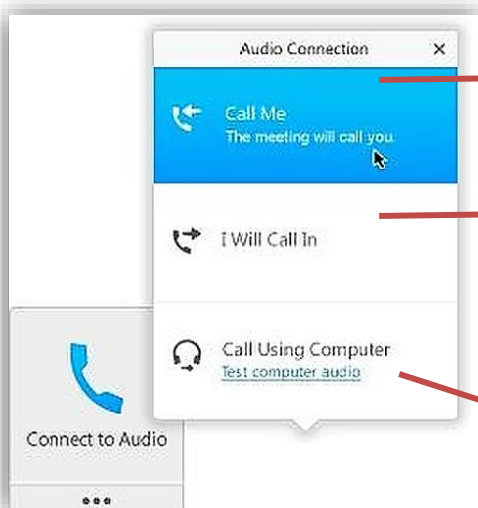 Audio Connection
Call Me
The meeting will call you.
I Will Call In
Call Using Computer
Test computer audio
Connect to Audio